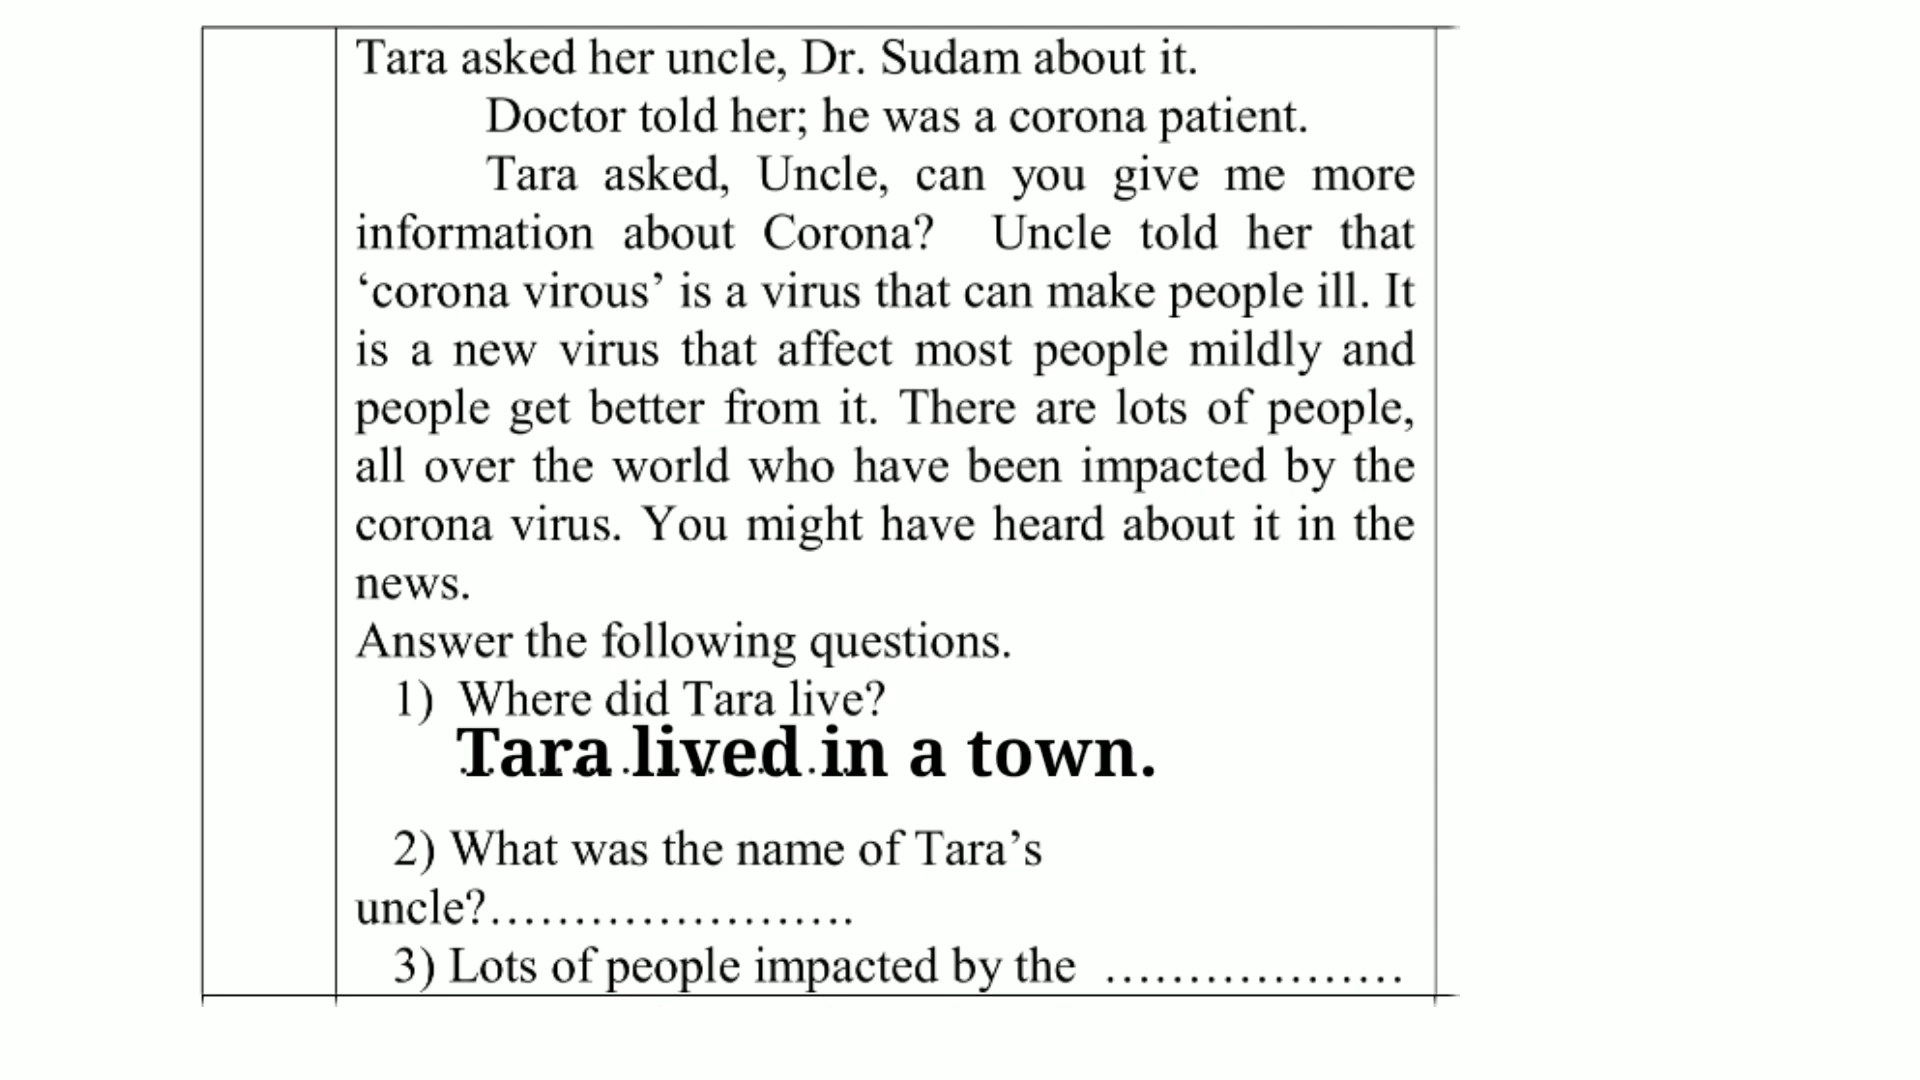 Tara asked her uncle, Dr. Sudam about it.
Doctor told her; he was a corona patient.
Tara asked, Uncle, can you give me more
information about Corona? Uncle told her that
‘corona virous’ is a virus that can make people ill. It
is a new virus that affect most people mildly and
people get better from it. There are lots of people,
all over the world who have been impacted by the
corona virus. You might have heard about it in the
news.
Answer the following questions.
1) Where did Tara live?
Tara lived in a town.
2) What was the name of Tara’s
uncle?......................
3) Lots of people impacted by the ..................